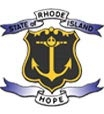 STATE of RHODE ISLAND
HOPE